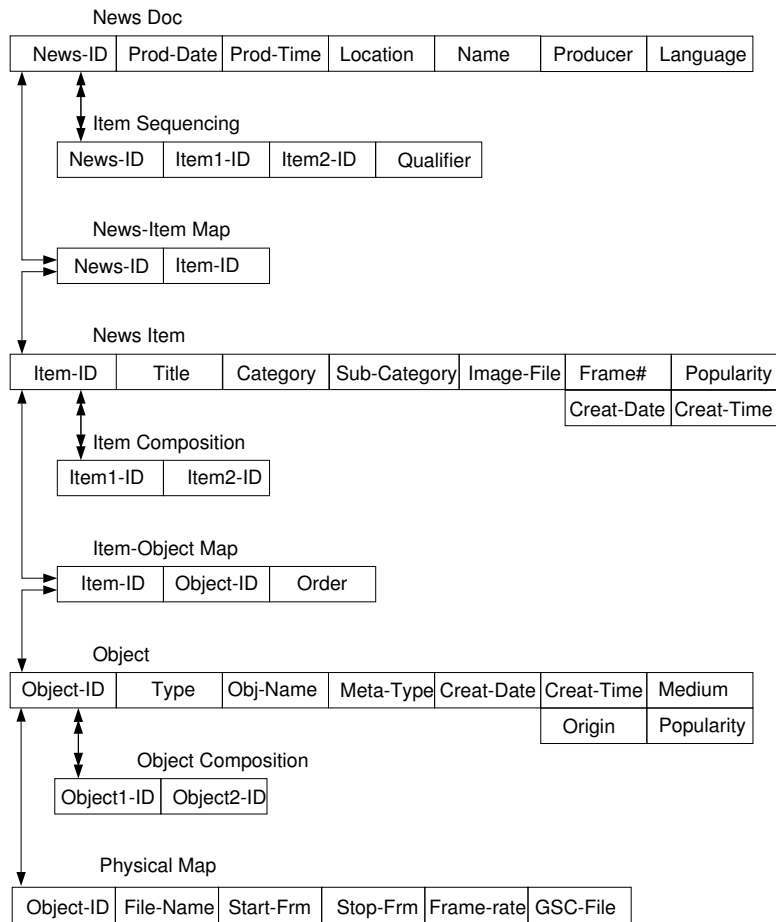 News Doc
News-ID Prod-Date Prod-Time Location Name Producer Language
Item Sequencing
News-ID Item1-ID Item2-ID Qualifier
News-Item Map
News-ID Item-ID
News Item
Item-ID Title Category Sub-Category Image-File Frame# Popularity
Creat-Date Creat-Time
Item Composition
Item1-ID Item2-ID
Item-Object Map
Item-ID Object-ID Order
Object
Object-ID Type Obj-Name Meta-Type Creat-Date Creat-Time Medium
Origin Popularity
Object Composition
Object1-ID Object2-ID
Physical Map
Object-ID File-Name Start-Frm Stop-Frm Frame-rate GSC-File